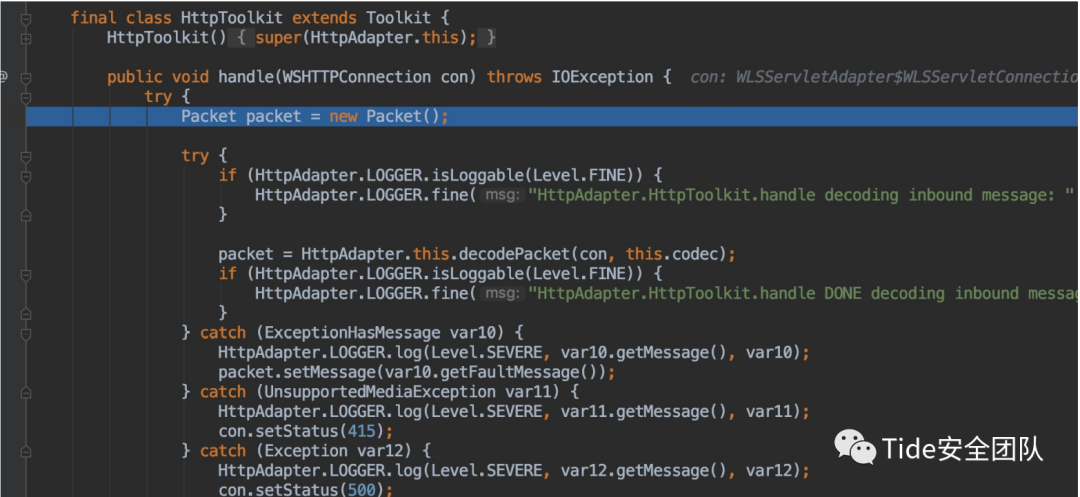 final class HttpToolkit extends Toolkit {
HttpToolkit() { super(HttpAdapter.this); }
public void handle(WSHTTPConnection con) throws IOException {  con: WLSServletAdapter$WLSServletConnectio
try {
Packet packet = new Packet();
try {
if (HttpAdapter.LOGGER.isLoggable(Level.FINE)) {
HttpAdapter.LOGGER.fine( msg: "HttpAdapter.HttpToolkit.handle decoding inbound message: "
}
packet = HttpAdapter.this.decodePacket(con, this.codec);
if (HttpAdapter.LOGGER.isLoggable(Level.FINE)) {
HttpAdapter.LOGGER.fine( msg: "HttpAdapter.HttpToolkit.handle DONE decoding inbound messag
}
} catch (ExceptionHasMessage var10) {
HttpAdapter.LOGGER.log(Level.SEVERE, var10.getMessage(), var10);
packet.setMessage(var10.getFaultMessage());
} catch (UnsupportedMediaException var11) {
HttpAdapter.LOGGER.log(Level.SEVERE, var11.getMessage(), var11);
con.setStatus(415);
} catch (Exception var12) {
HttpAdapter.LOGGER.log(Level.SEVERE, var12.getMessage(), var12);
con.setStatus(500);
Tide安全团队